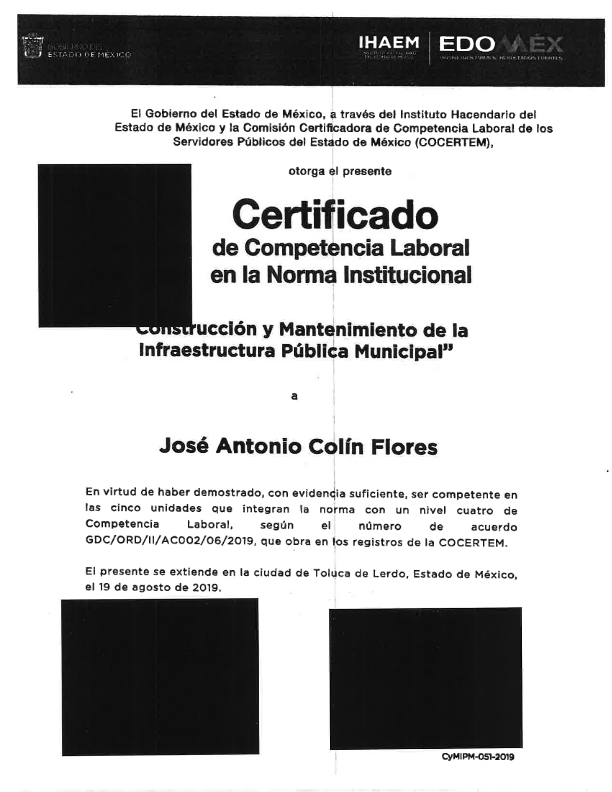 GOBIERNO DEL
ESTADO DE MÉXICO
IHAEM
EDOMÉX
El Gobierno del Estado de México, a través del Instituto Hacendario del
Estado de México y la Comisión Certificadora de Competencia Laboral de los
Servidores Públicos del Estado de México (COCERTEM),
otorga el presente
Certificado
de Competencia Laboral
en la Norma Institucional
Construcción y Mantenimiento de la
Infraestructura Pública Municipal”
a
José Antonio Colín Flores
En virtud de haber demostrado, con evidencia suficiente, ser competente en
las cinco unidades que integran la norma con un nivel cuatro de
Competencia Laboral, según el número de acuerdo
GDC/ORD/II/AC002/06/2019, que obra en los registros de la COCERTEM.
El presente se extiende en la ciudad de Toluca de Lerdo, Estado de México,
el 19 de agosto de 2019.
CyMIPM-051-2019